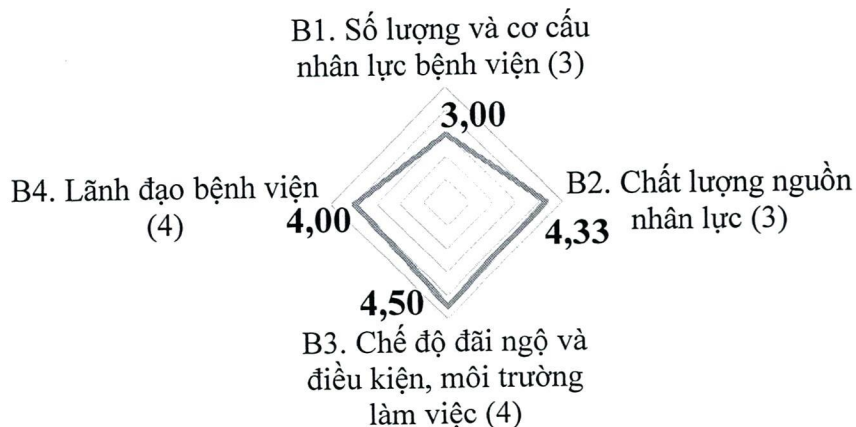 B1. Số lượng và cơ cấu
nhân lực bệnh viện (3)
3,00
B4. Lãnh đạo bệnh viện
(4)
4,00
B2. Chất lượng nguồn
nhân lực (3)
4,33
4,50
B3. Chế độ đãi ngộ và
điều kiện, môi trường
làm việc (4)